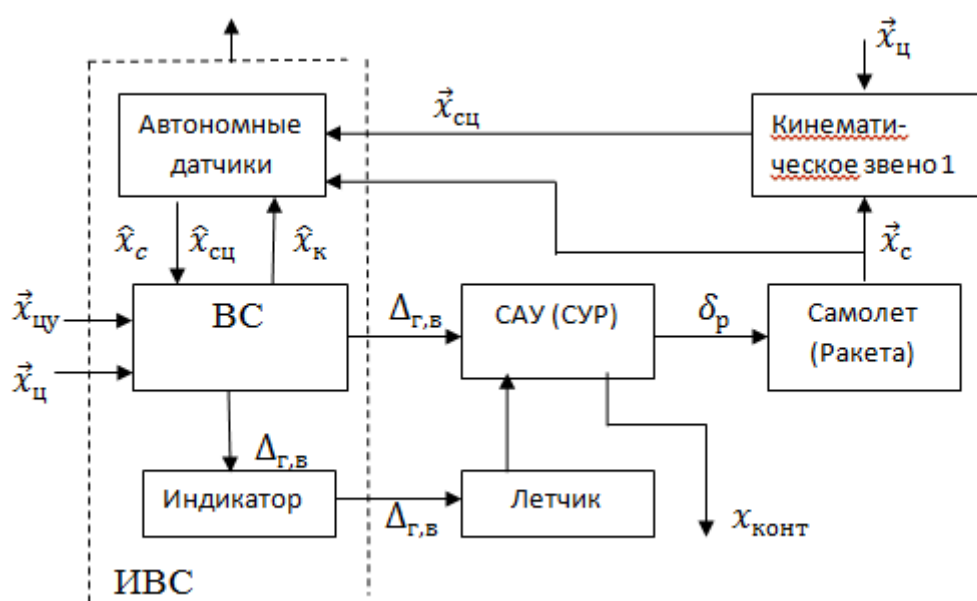 x⃗ц
Автономные
датчики
x⃗сц
Кинемати-
ческое звено 1
x̂с x̂сц x̂к
x⃗с
x⃗цу
ВС
Δг,в
САУ (СУР)
δр
Самолет
(Ракета)
x⃗ц
Δг,в
Индикатор
Δг,в
Летчик
xконт
ИВС